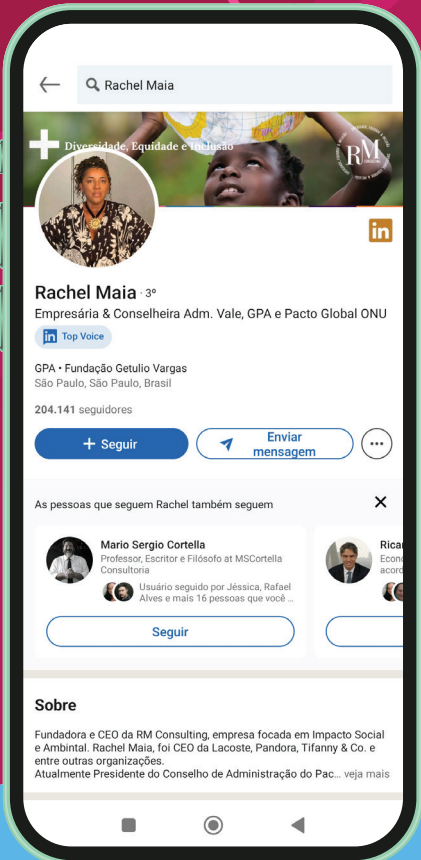 Rachel Maia
Diversidade, Equidade e Inclusão
RM
CONSULTING
in
Rachel Maia · 3º
Empresária & Conselheira Adm. Vale, GPA e Pacto Global ONU
in Top Voice
GPA • Fundação Getulio Vargas
São Paulo, São Paulo, Brasil
204.141 seguidores
+ Seguir
Enviar
mensagem
As pessoas que seguem Rachel também seguem
Mario Sergio Cortella
Professor, Escritor e Filósofo at MSCortella
Consultoria
Usuário seguido por Jéssica, Rafael
Alves e mais 16 pessoas que você ...
Seguir
Ricar
Econo
acord
Sobre
Fundadora e CEO da RM Consulting, empresa focada em Impacto Social
e Ambintal. Rachel Maia, foi CEO da Lacoste, Pandora, Tifanny & Co. e
entre outras organizações.
Atualmente Presidente do Conselho de Administração do Pac... veja mais